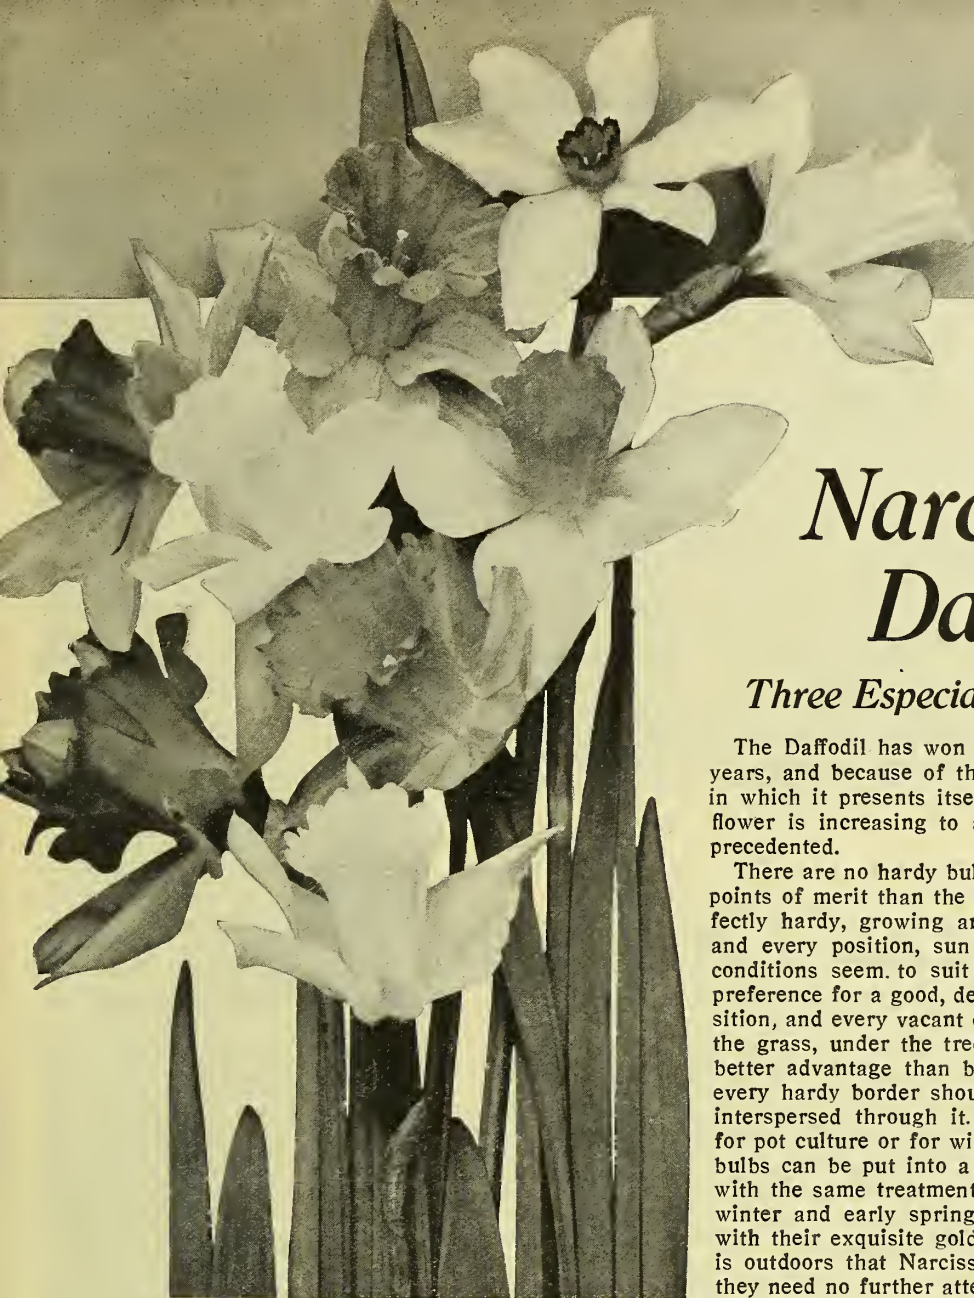 Narc
Da
Three Especia
The Daffodil has won
years, and because of th
in which it presents itse
flower is increasing to
precedented.
There are no hardy bul
points of merit than the
fectly hardy, growing an
and every position, sun
conditions seem. to suit
preference for a good, de
sition, and every vacant
the grass, under the tre
better advantage than b
every hardy border shou
interspersed through it.
for pot culture or for wi
bulbs can be put into a
with the same treatment
winter and early spring
with their exquisite gold
is outdoors that Narciss
they need no further atte